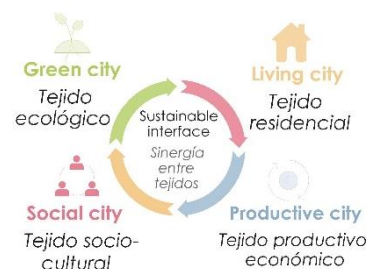 Green city
Tejido
ecológico
Living city
Tejido
residencial
Sustainable
interface
Sinergía
entre
tejidos
Social city
Tejido socio-
cultural
Productive city
Tejido productivo
económico